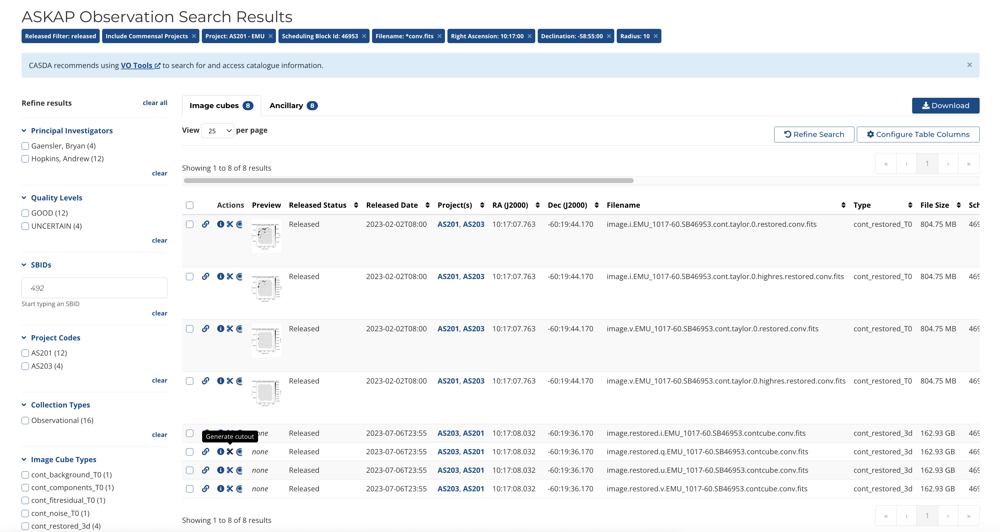 ASKAP Observation Search Results
Released Filter: released Include Commensal Projects × Project: AS201 - EMU × Scheduling Block Id: 46953 × Filename: *conv.fits × Right Ascension: 10:17:00 × Declination: -58:55:00 × Radius: 10 ×
CASDA recommends using VO Tools to search for and access catalogue information. ×
Refine results clear all
Principal Investigators
Gaensler, Bryan (4)
Hopkins, Andrew (12)
clear
Quality Levels
GOOD (12)
UNCERTAIN (4)
clear
SBIDs
492
Start typing an SBID
clear
Project Codes
AS201 (12)
AS203 (4)
clear
Collection Types
Observational (16)
clear
Image Cube Types
cont_background_T0 (1)
cont_components_T0 (1)
cont_fitresidual_T0 (1)
cont_noise_T0 (1)
cont_restored_3d (4)
Image cubes 8 Ancillary 8 Download
View 25 per page Refine Search Configure Table Columns
Showing 1 to 8 of 8 results « ‹ 1 › »
Actions Preview Released Status Released Date Project(s) RA (J2000) Dec (J2000) Filename Type File Size Sch
Released 2023-02-02T08:00 AS201, AS203 10:17:07.763 -60:19:44.170 image.i.EMU_1017-60.SB46953.cont.taylor.0.restored.conv.fits cont_restored_T0 804.75 MB 469
Released 2023-02-02T08:00 AS201, AS203 10:17:07.763 -60:19:44.170 image.i.EMU_1017-60.SB46953.cont.taylor.0.highres.restored.conv.fits cont_restored_T0 804.75 MB 469
Released 2023-02-02T08:00 AS201, AS203 10:17:07.763 -60:19:44.170 image.v.EMU_1017-60.SB46953.cont.taylor.0.restored.conv.fits cont_restored_T0 804.75 MB 469
Released 2023-02-02T08:00 AS201, AS203 10:17:07.763 -60:19:44.170 image.v.EMU_1017-60.SB46953.cont.taylor.0.highres.restored.conv.fits cont_restored_T0 804.75 MB 469
one Released 2023-07-06T23:55 AS203, AS201 10:17:08.032 -60:19:36.170 image.restored.i.EMU_1017-60.SB46953.contcube.conv.fits cont_restored_3d 162.93 GB 469
Generate cutout
none Released 2023-07-06T23:55 AS203, AS201 10:17:08.032 -60:19:36.170 image.restored.q.EMU_1017-60.SB46953.contcube.conv.fits cont_restored_3d 162.93 GB 469
none Released 2023-07-06T23:55 AS203, AS201 10:17:08.032 -60:19:36.170 image.restored.u.EMU_1017-60.SB46953.contcube.conv.fits cont_restored_3d 162.93 GB 469
none Released 2023-07-06T23:55 AS203, AS201 10:17:08.032 -60:19:36.170 image.restored.v.EMU_1017-60.SB46953.contcube.conv.fits cont_restored_3d 162.93 GB 469
Showing 1 to 8 of 8 results « ‹ 1 › »